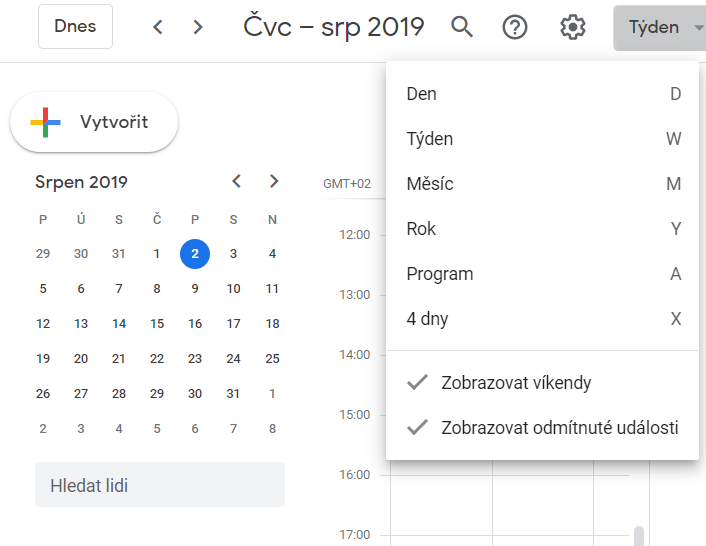 Dnes
Čvc – srp 2019
Týden
Vytvořit
Srpen 2019
P Ú S Č P S N
29 30 31 1 2 3 4
5 6 7 8 9 10 11
12 13 14 15 16 17 18
19 20 21 22 23 24 25
26 27 28 29 30 31 1
2 3 4 5 6 7 8
Hledat lidi
GMT+02
12:00
13:00
14:00
15:00
16:00
17:00
Den D
Týden W
Měsíc M
Rok Y
Program A
4 dny X
Zobrazovat víkendy
Zobrazovat odmítnuté události